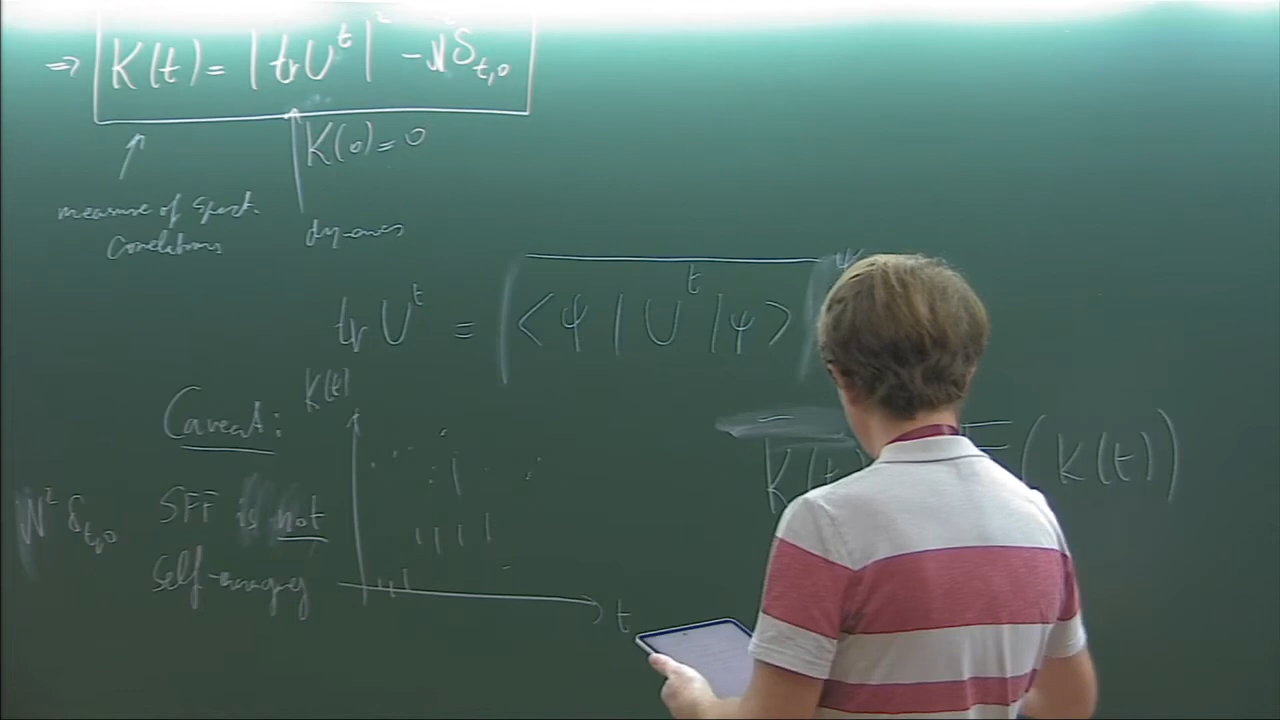 ⇒ K(t) = |tr U^t|² - N² δ_{t,0}
K(0) = 0
measure of spect.
correlations
dynamics
tr U^t = |<ψ|U^t|ψ>| ψ
Caveat: K(t)
N² δ_{t,0} SFF is not
self-averaging
t
K(t) E(K(t))